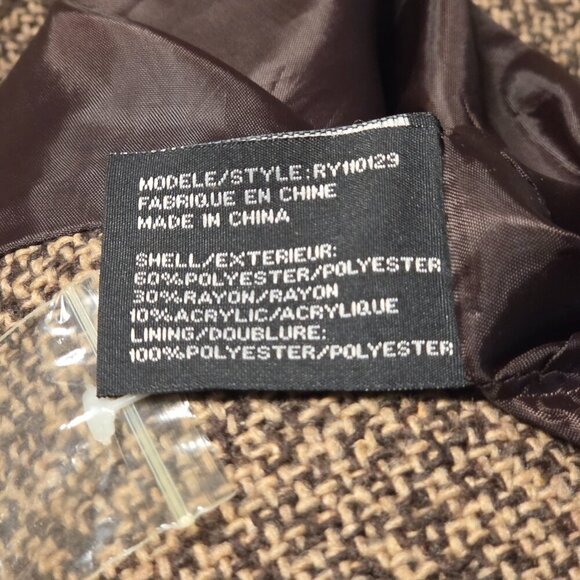 MODELE/STYLE: RY110129
FABRIQUE EN CHINE
MADE IN CHINA
SHELL/EXTERIEUR:
60%POLYESTER/POLYESTER
30%RAYON/RAYON
10%ACRYLIC/ACRYLIQUE
LINING/DOUBLURE:
100%POLYESTER/POLYESTER